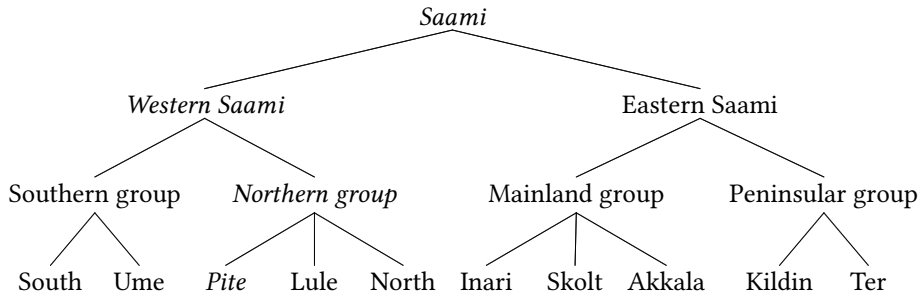 Saami
Western Saami Eastern Saami
Southern group Northern group Mainland group Peninsular group
South Ume Pite Lule North Inari Skolt Akkala Kildin Ter